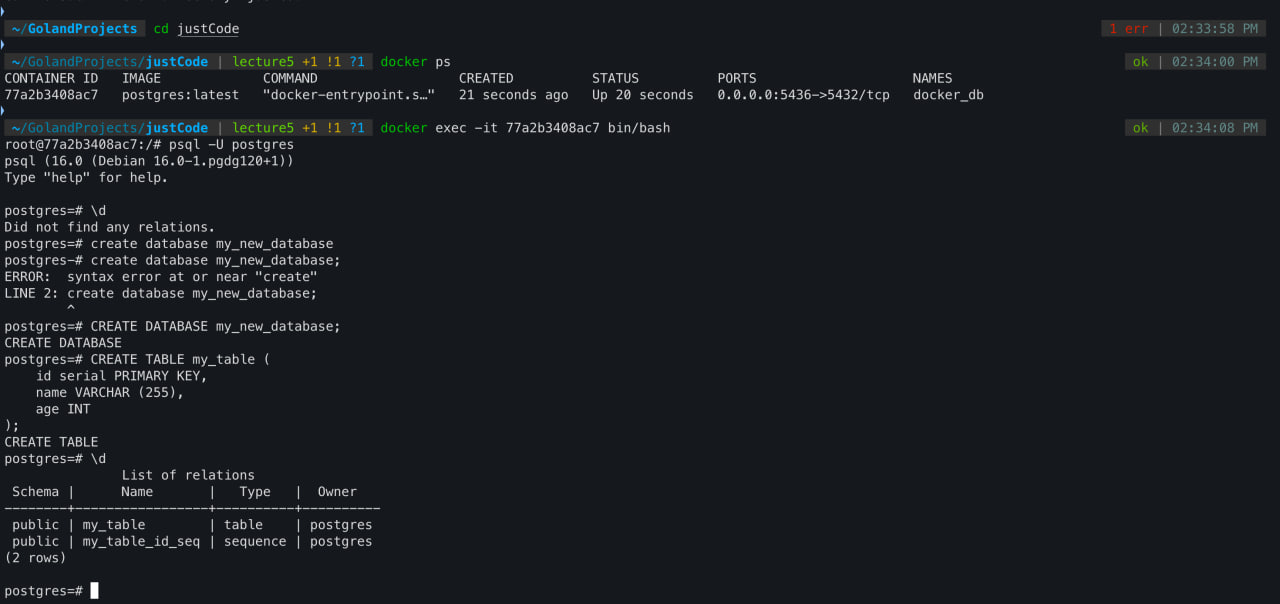 ~/GolandProjects cd justCode 1 err | 02:33:58 PM
~/GolandProjects/justCode | lecture5 +1 !1 ?1 docker ps ok | 02:34:00 PM
CONTAINER ID IMAGE COMMAND CREATED STATUS PORTS NAMES
77a2b3408ac7 postgres:latest "docker-entrypoint.s…" 21 seconds ago Up 20 seconds 0.0.0.0:5436->5432/tcp docker_db
~/GolandProjects/justCode | lecture5 +1 !1 ?1 docker exec -it 77a2b3408ac7 bin/bash ok | 02:34:08 PM
root@77a2b3408ac7:/# psql -U postgres
psql (16.0 (Debian 16.0-1.pgdg120+1))
Type "help" for help.
postgres=# \d
Did not find any relations.
postgres=# create database my_new_database
postgres-# create database my_new_database;
ERROR:  syntax error at or near "create"
LINE 2: create database my_new_database;
^
postgres=# CREATE DATABASE my_new_database;
CREATE DATABASE
postgres=# CREATE TABLE my_table (
id serial PRIMARY KEY,
name VARCHAR (255),
age INT
);
CREATE TABLE
postgres=# \d
List of relations
Schema | Name | Type | Owner
--------+-----------------+----------+----------
public | my_table | table | postgres
public | my_table_id_seq | sequence | postgres
(2 rows)
postgres=#